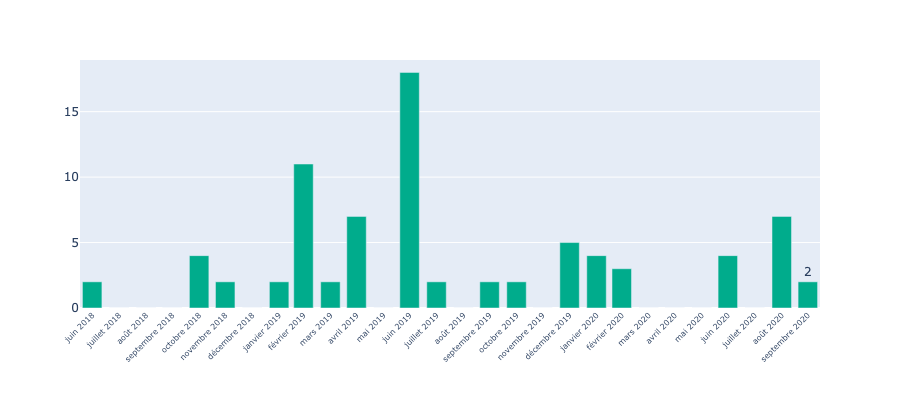 15
10
5
0
2
juin 2018
juillet 2018
août 2018
septembre 2018
octobre 2018
novembre 2018
décembre 2018
janvier 2019
février 2019
mars 2019
avril 2019
mai 2019
juin 2019
juillet 2019
août 2019
septembre 2019
octobre 2019
novembre 2019
décembre 2019
janvier 2020
février 2020
mars 2020
avril 2020
mai 2020
juin 2020
juillet 2020
août 2020
septembre 2020